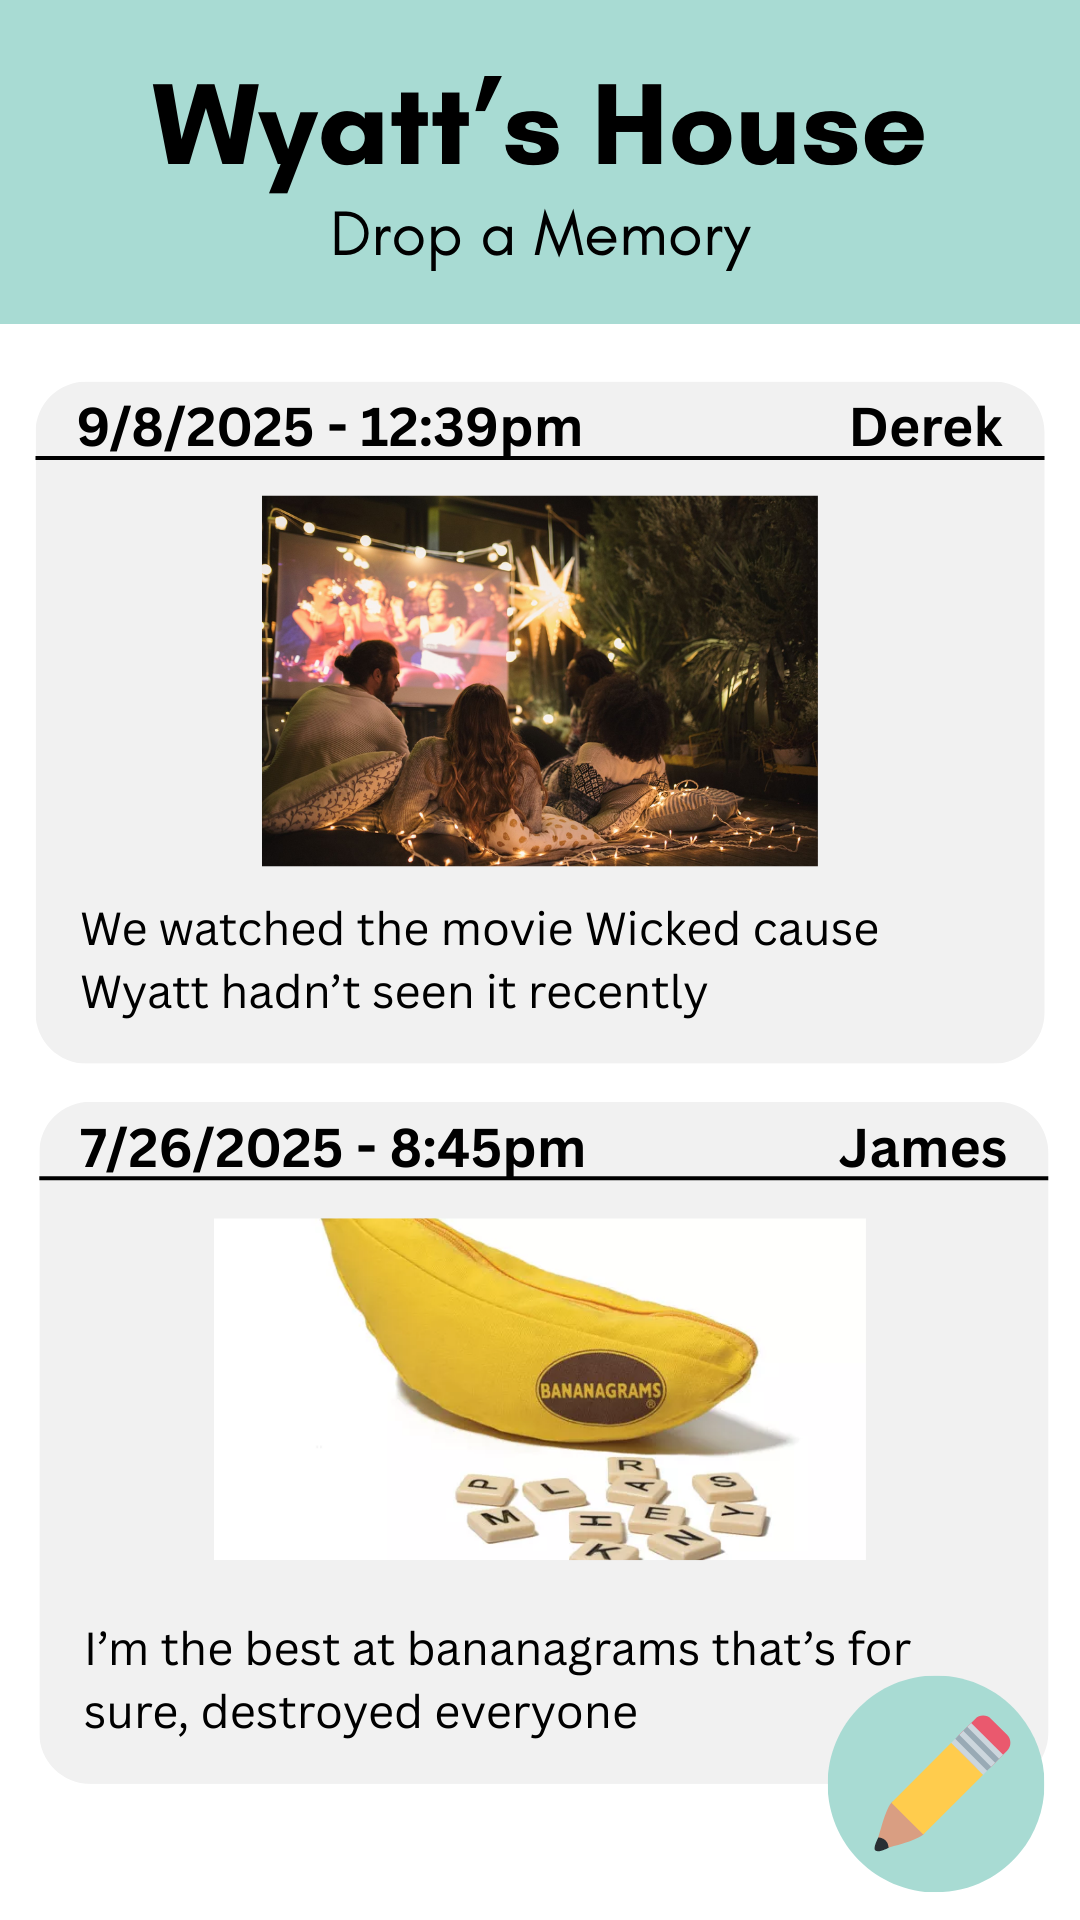 Wyatt’s House
Drop a Memory
9/8/2025 - 12:39pm Derek
We watched the movie Wicked cause
Wyatt hadn’t seen it recently
7/26/2025 - 8:45pm James
BANANAGRAMS®
R
P L A S
M H E Y
K N
I’m the best at bananagrams that’s for
sure, destroyed everyone